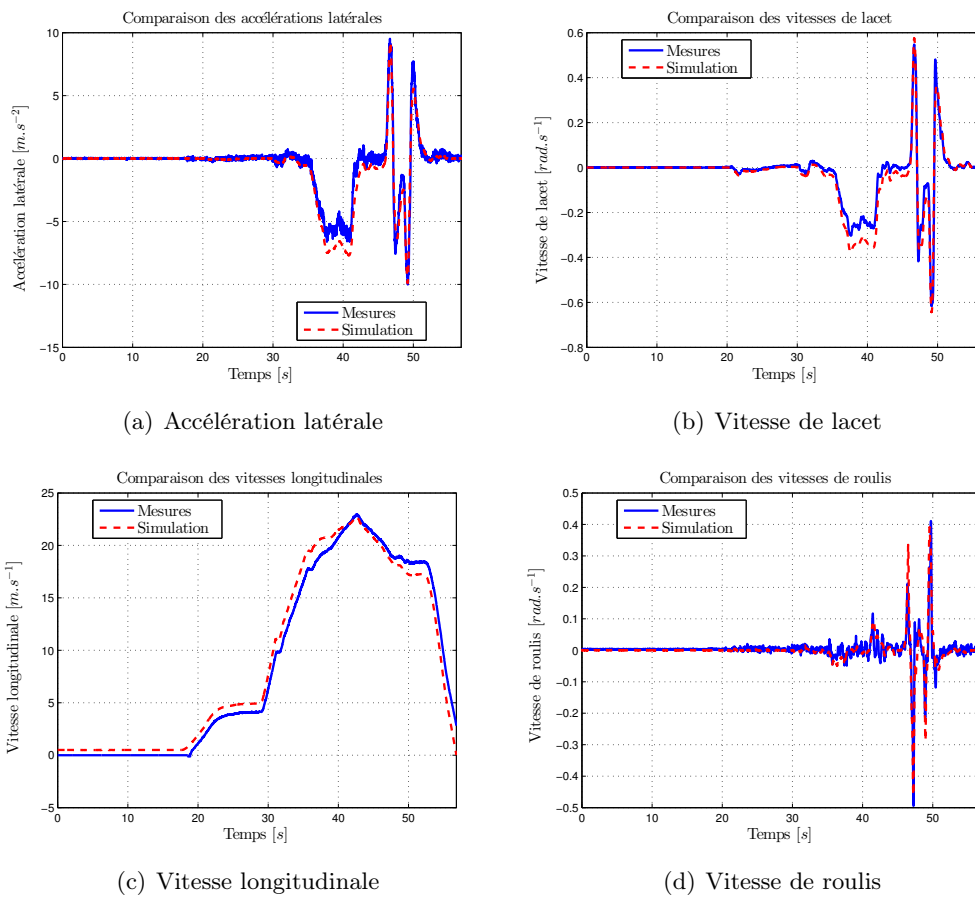 Comparaison des accélérations latérales
10
5
0
−5
−10
−15
Accélération latérale [m.s−2]
Mesures
Simulation
0 10 20 30 40 50
Temps [s]
(a) Accélération latérale
Comparaison des vitesses de lacet
0.6
0.4
0.2
0
−0.2
−0.4
−0.6
−0.8
Vitesse de lacet [rad.s−1]
Mesures
Simulation
0 10 20 30 40 50
Temps [s]
(b) Vitesse de lacet
Comparaison des vitesses longitudinales
25
20
15
10
5
0
−5
Vitesse longitudinale [m.s−1]
Mesures
Simulation
0 10 20 30 40 50
Temps [s]
(c) Vitesse longitudinale
Comparaison des vitesses de roulis
0.5
0.4
0.3
0.2
0.1
0
−0.1
−0.2
−0.3
−0.4
−0.5
Vitesse de roulis [rad.s−1]
Mesures
Simulation
0 10 20 30 40 50
Temps [s]
(d) Vitesse de roulis